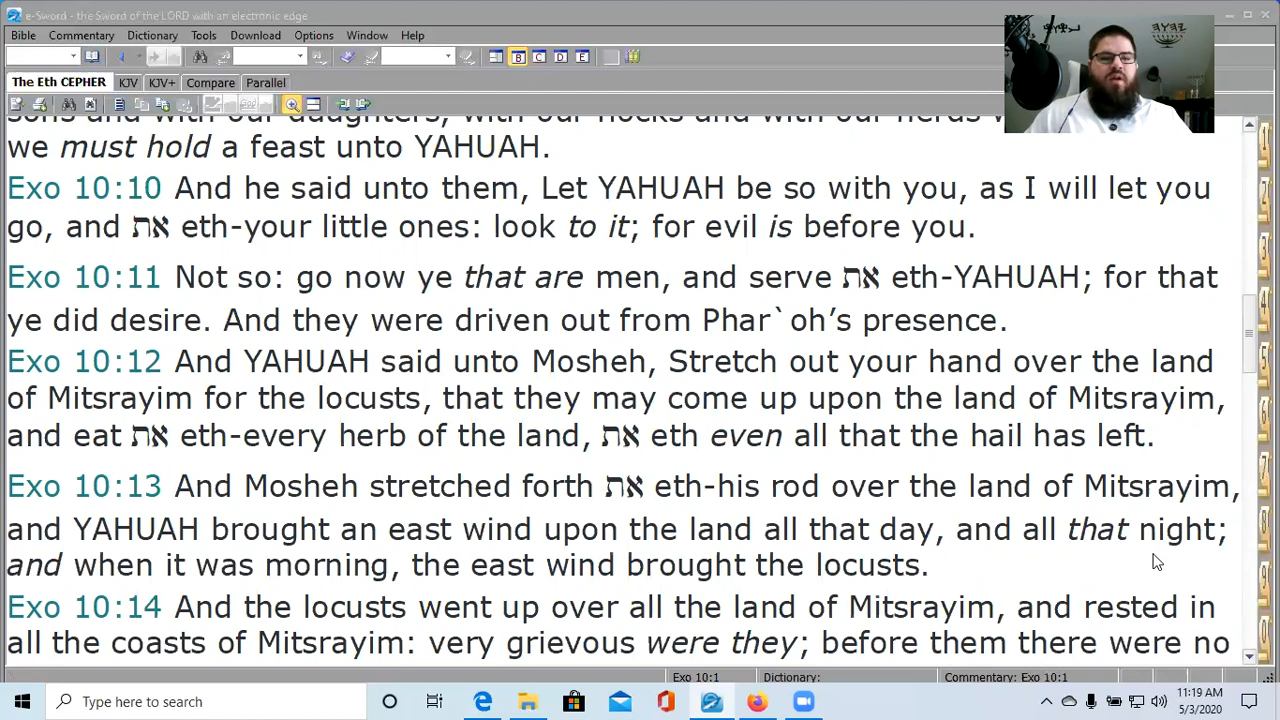 e-Sword - the Sword of the LORD with an electronic edge
Bible Commentary Dictionary Tools Download Options Window Help
B C D E
The Eth CEPHER KJV KJV+ Compare Parallel
sons and with our daughters, with our flocks and with our herds
we must hold a feast unto YAHUAH.
Exo 10:10 And he said unto them, Let YAHUAH be so with you, as I will let you
go, and את eth-your little ones: look to it; for evil is before you.
Exo 10:11 Not so: go now ye that are men, and serve את eth-YAHUAH; for that
ye did desire. And they were driven out from Phar`oh’s presence.
Exo 10:12 And YAHUAH said unto Mosheh, Stretch out your hand over the land
of Mitsrayim for the locusts, that they may come up upon the land of Mitsrayim,
and eat את eth-every herb of the land, את eth even all that the hail has left.
Exo 10:13 And Mosheh stretched forth את eth-his rod over the land of Mitsrayim,
and YAHUAH brought an east wind upon the land all that day, and all that night;
and when it was morning, the east wind brought the locusts.
Exo 10:14 And the locusts went up over all the land of Mitsrayim, and rested in
all the coasts of Mitsrayim: very grievous were they; before them there were no
Exo 10:1 Dictionary: Commentary: Exo 10:1
Type here to search
11:19 AM
5/3/2020